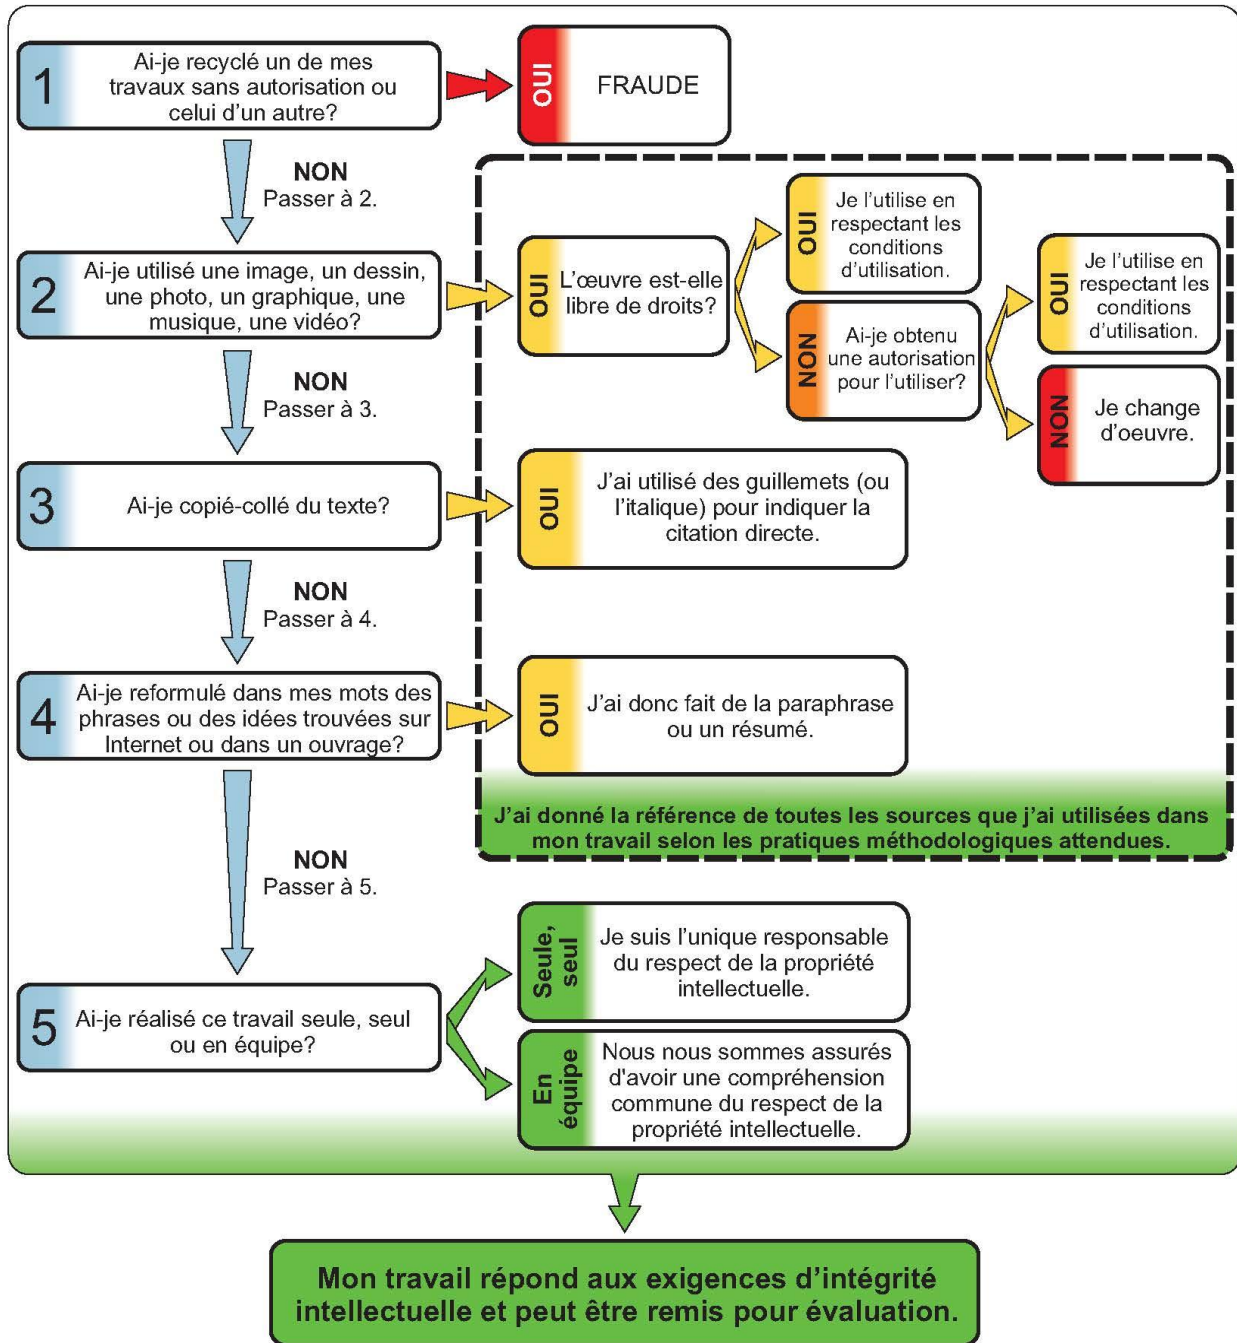 1
Ai-je recyclé un de mes
travaux sans autorisation ou
celui d'un autre?
OUI
FRAUDE
NON
Passer à 2.
2
Ai-je utilisé une image, un dessin,
une photo, un graphique, une
musique, une vidéo?
OUI
L'œuvre est-elle
libre de droits?
OUI
Je l'utilise en
respectant les
conditions
d'utilisation.
NON
Ai-je obtenu
une autorisation
pour l'utiliser?
OUI
Je l'utilise en
respectant les
conditions
d'utilisation.
NON
Je change
d'oeuvre.
NON
Passer à 3.
3
Ai-je copié-collé du texte?
OUI
J'ai utilisé des guillemets (ou
l'italique) pour indiquer la
citation directe.
NON
Passer à 4.
4
Ai-je reformulé dans mes mots des
phrases ou des idées trouvées sur
Internet ou dans un ouvrage?
OUI
J'ai donc fait de la paraphrase
ou un résumé.
J'ai donné la référence de toutes les sources que j'ai utilisées dans
mon travail selon les pratiques méthodologiques attendues.
NON
Passer à 5.
5
Ai-je réalisé ce travail seule, seul
ou en équipe?
Seule,
seul
Je suis l'unique responsable
du respect de la propriété
intellectuelle.
En
équipe
Nous nous sommes assurés
d'avoir une compréhension
commune du respect de la
propriété intellectuelle.
Mon travail répond aux exigences d'intégrité
intellectuelle et peut être remis pour évaluation.